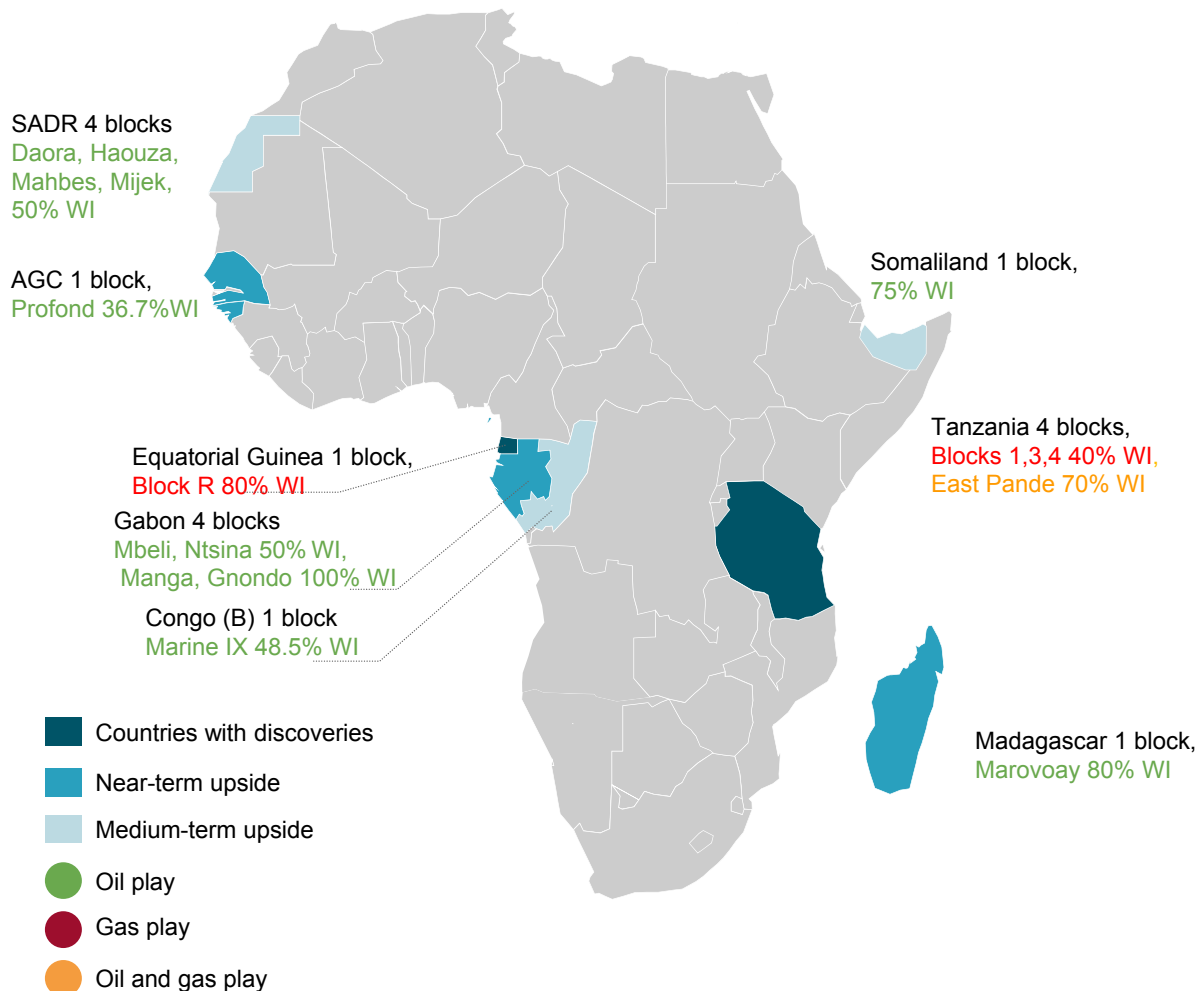 SADR 4 blocks
Daora, Haouza,
Mahbes, Mijek,
50% WI
AGC 1 block,
Profond 36.7%WI
Somaliland 1 block,
75% WI
Tanzania 4 blocks,
Blocks 1,3,4 40% WI,
East Pande 70% WI
Equatorial Guinea 1 block,
Block R 80% WI
Gabon 4 blocks
Mbeli, Ntsina 50% WI,
Manga, Gnondo 100% WI
Congo (B) 1 block
Marine IX 48.5% WI
Madagascar 1 block,
Marovoay 80% WI
Countries with discoveries
Near-term upside
Medium-term upside
Oil play
Gas play
Oil and gas play